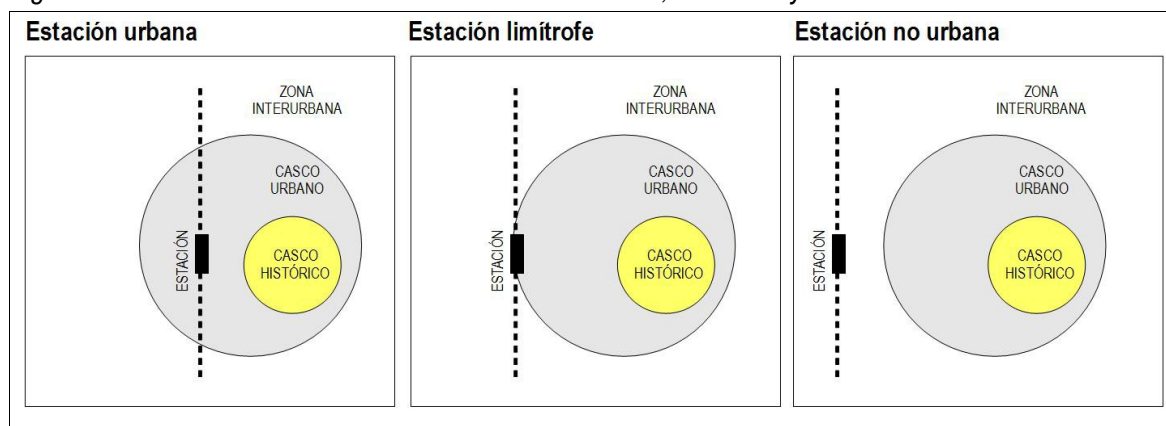 Estación urbana
ZONA
INTERURBANA
CASCO
URBANO
ESTACIÓN
CASCO
HISTÓRICO
Estación limítrofe
ZONA
INTERURBANA
CASCO
URBANO
ESTACIÓN
CASCO
HISTÓRICO
Estación no urbana
ZONA
INTERURBANA
CASCO
URBANO
ESTACIÓN
CASCO
HISTÓRICO